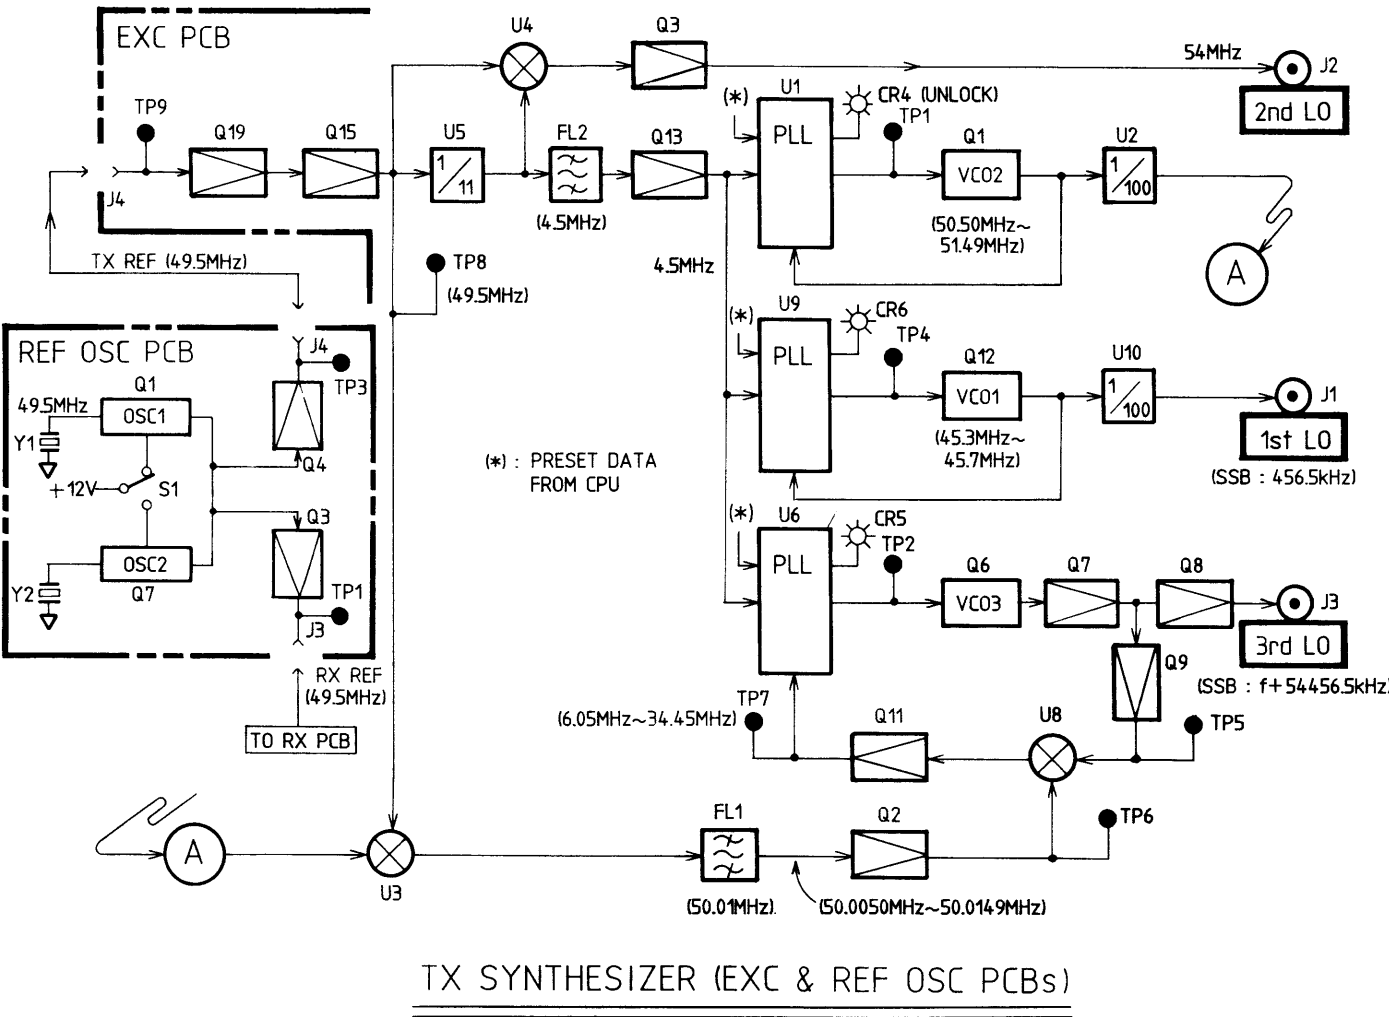 EXC PCB
U4
Q3
54MHz
J2
2nd LO
TP9
Q19
Q15
U5
1/11
FL2
(4.5MHz)
Q13
(*)
U1
PLL
CR4 (UNLOCK)
TP1
Q1
VCO2
(50.50MHz~
51.49MHz)
U2
1/100
A
J4
TX REF (49.5MHz)
TP8
(49.5MHz)
4.5MHz
REF OSC PCB
J4
TP3
Q1
49.5MHz
OSC1
Y1
Q4
+12V
S1
Q3
OSC2
Y2
Q7
TP1
J3
RX REF
(49.5MHz)
TO RX PCB
(*) : PRESET DATA
FROM CPU
(*)
U9
PLL
CR6
TP4
Q12
VCO1
(45.3MHz~
45.7MHz)
U10
1/100
J1
1st LO
(SSB : 456.5kHz)
(*)
U6
PLL
CR5
TP2
Q6
VCO3
Q7
Q8
J3
3rd LO
(SSB : f+54456.5kHz)
Q9
TP7
(6.05MHz~34.45MHz)
Q11
U8
TP5
A
U3
FL1
(50.01MHz).
Q2
(50.0050MHz~50.0149MHz)
TP6
TX SYNTHESIZER (EXC & REF OSC PCBs)